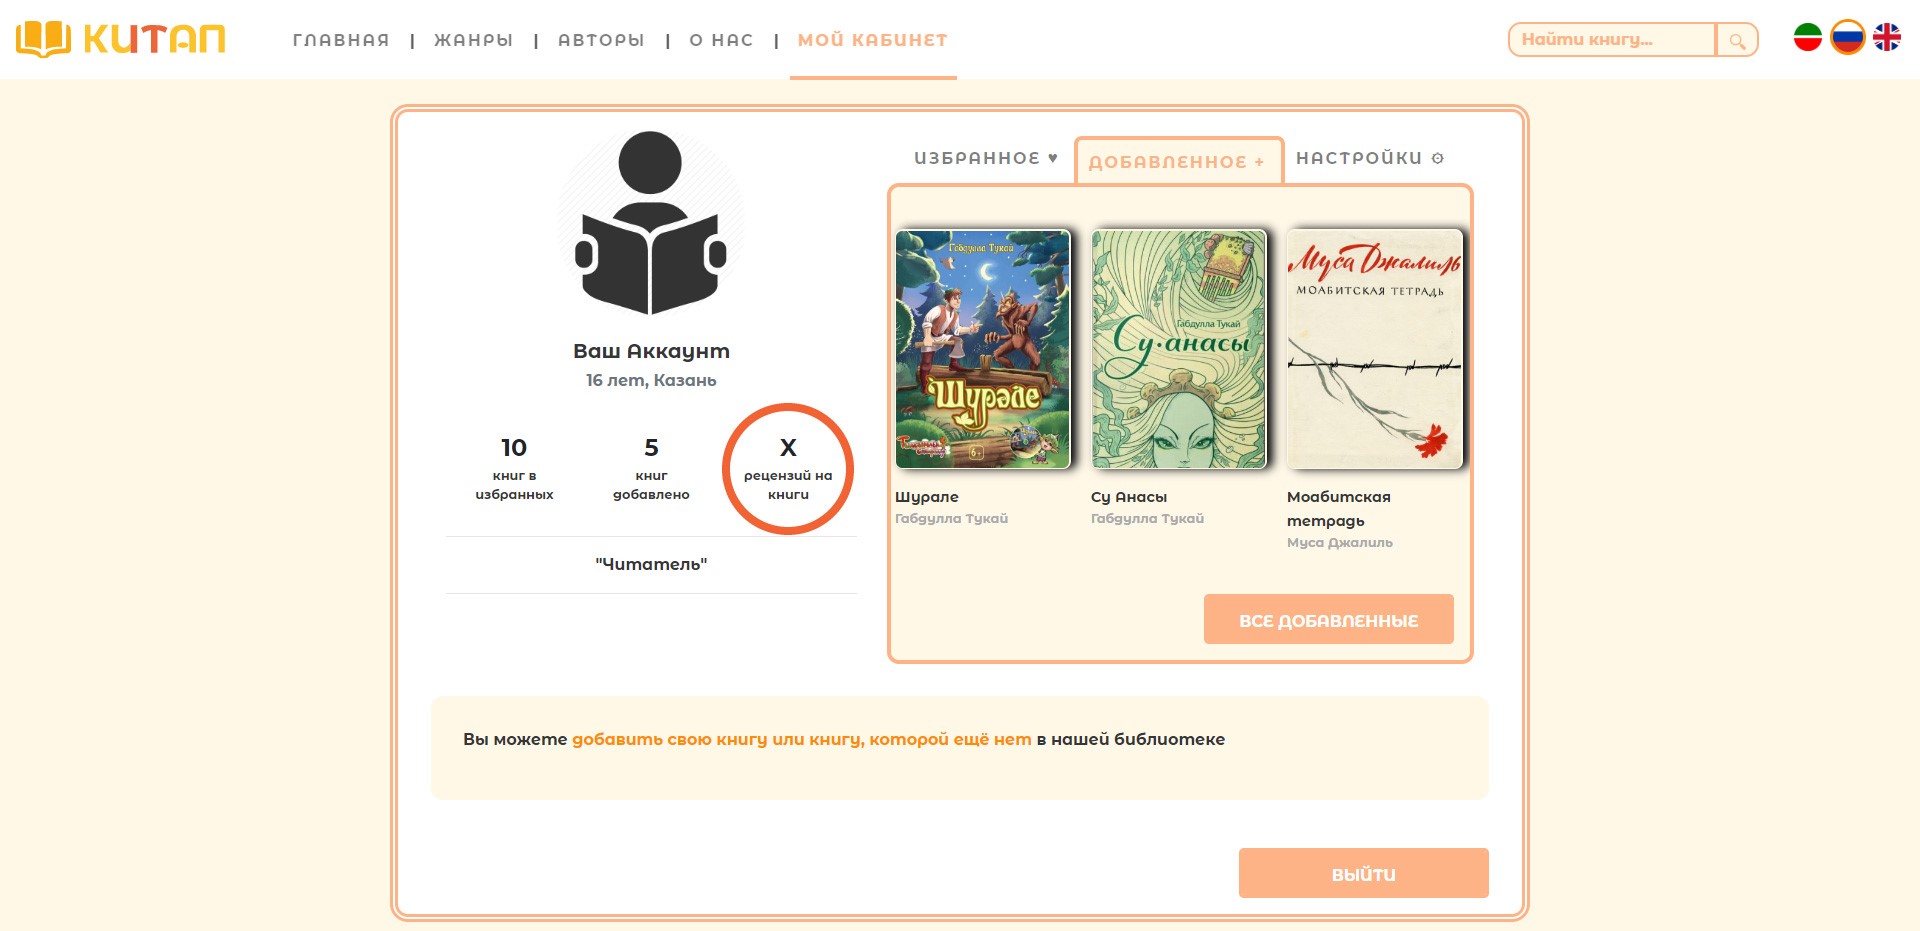 КИТАП
ГЛАВНАЯ | ЖАНРЫ | АВТОРЫ | О НАС | МОЙ КАБИНЕТ
Найти книгу...
Ваш Аккаунт
16 лет, Казань
10
книг в
избранных
5
книг
добавлено
X
рецензий на
книги
"Читатель"
ИЗБРАННОЕ ♥
ДОБАВЛЕННОЕ +
НАСТРОЙКИ ⚙
Габдулла Тукай
Шүрәле
6+
Габдулла Тукай
Су анасы
Муса Джалиль
МОАБИТСКАЯ ТЕТРАДЬ
Шурале
Габдулла Тукай
Су Анасы
Габдулла Тукай
Моабитская
тетрадь
Муса Джалиль
ВСЕ ДОБАВЛЕННЫЕ
Вы можете добавить свою книгу или книгу, которой ещё нет в нашей библиотеке
ВЫЙТИ